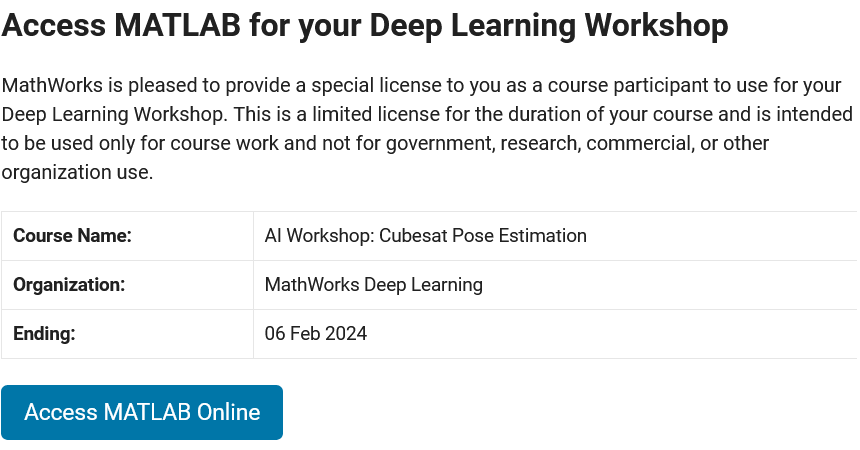 Access MATLAB for your Deep Learning Workshop
MathWorks is pleased to provide a special license to you as a course participant to use for your
Deep Learning Workshop. This is a limited license for the duration of your course and is intended
to be used only for course work and not for government, research, commercial, or other
organization use.
Course Name: AI Workshop: Cubesat Pose Estimation
Organization: MathWorks Deep Learning
Ending: 06 Feb 2024
Access MATLAB Online